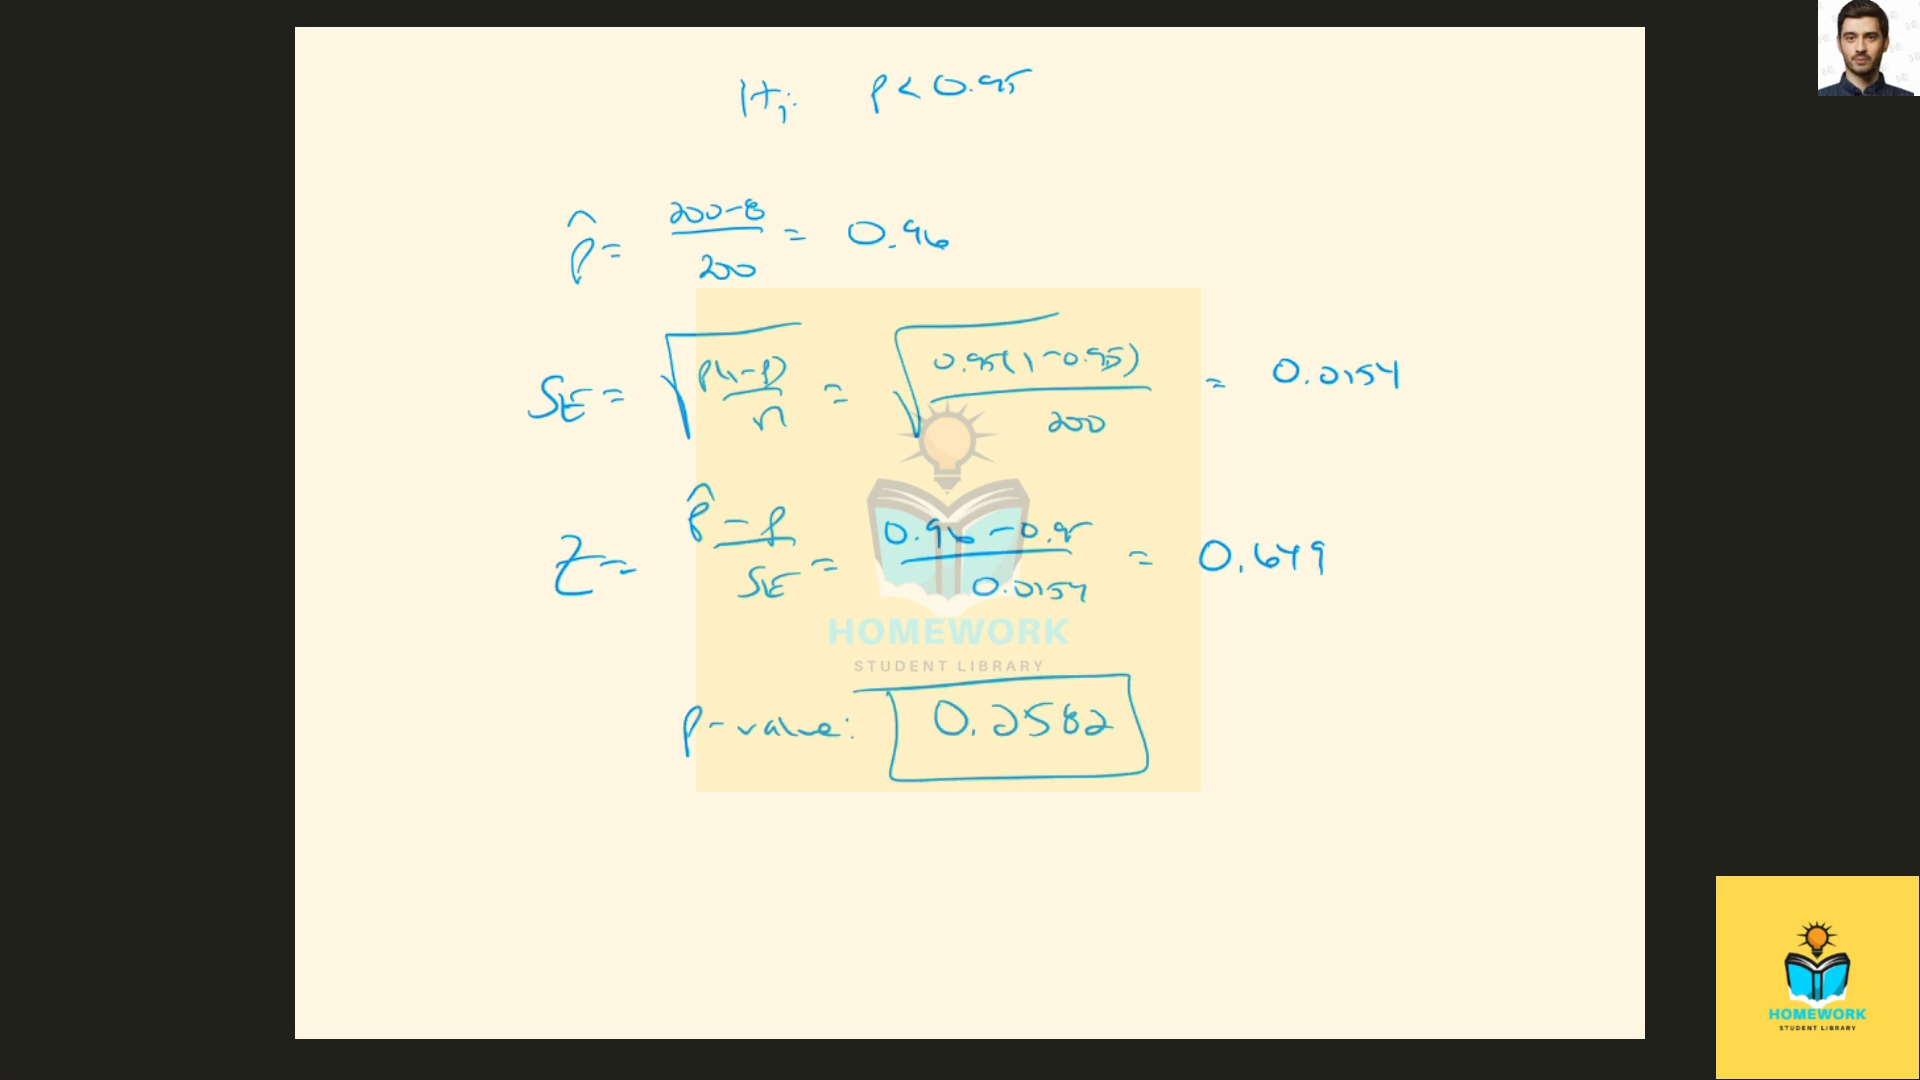 H₁: p < 0.95
p̂ = (200-8)/200 = 0.96
SE = √(p(1-p)/n) = √(0.95(1-0.95)/200) = 0.0154
Z = (p̂ - p)/SE = (0.96 - 0.95)/0.0154 = 0.649
HOMEWORK
STUDENT LIBRARY
p-value: 0.2582
HOMEWORK
STUDENT LIBRARY